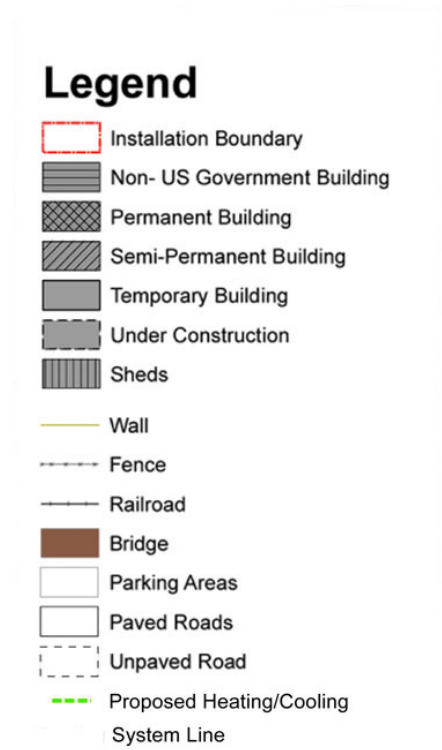 Legend
Installation Boundary
Non- US Government Building
Permanent Building
Semi-Permanent Building
Temporary Building
Under Construction
Sheds
Wall
Fence
Railroad
Bridge
Parking Areas
Paved Roads
Unpaved Road
Proposed Heating/Cooling
System Line